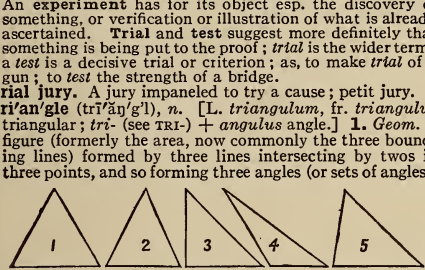 An experiment has for its object esp. the discovery o
something, or verification or illustration of what is alread
ascertained. Trial and test suggest more definitely tha
something is being put to the proof; trial is the wider term
a test is a decisive trial or criterion; as, to make trial of
gun; to test the strength of a bridge.
rial jury. A jury impaneled to try a cause; petit jury.
ri′an′gle (trī′ăŋ′g'l), n. [L. triangulum, fr. triangulu
triangular; tri- (see TRI-) + angulus angle.] 1. Geom.
figure (formerly the area, now commonly the three boun
ing lines) formed by three lines intersecting by twos i
three points, and so forming three angles (or sets of angles
1 2 3 4 5